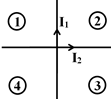 ① I₁ ②
I₂
④ ③